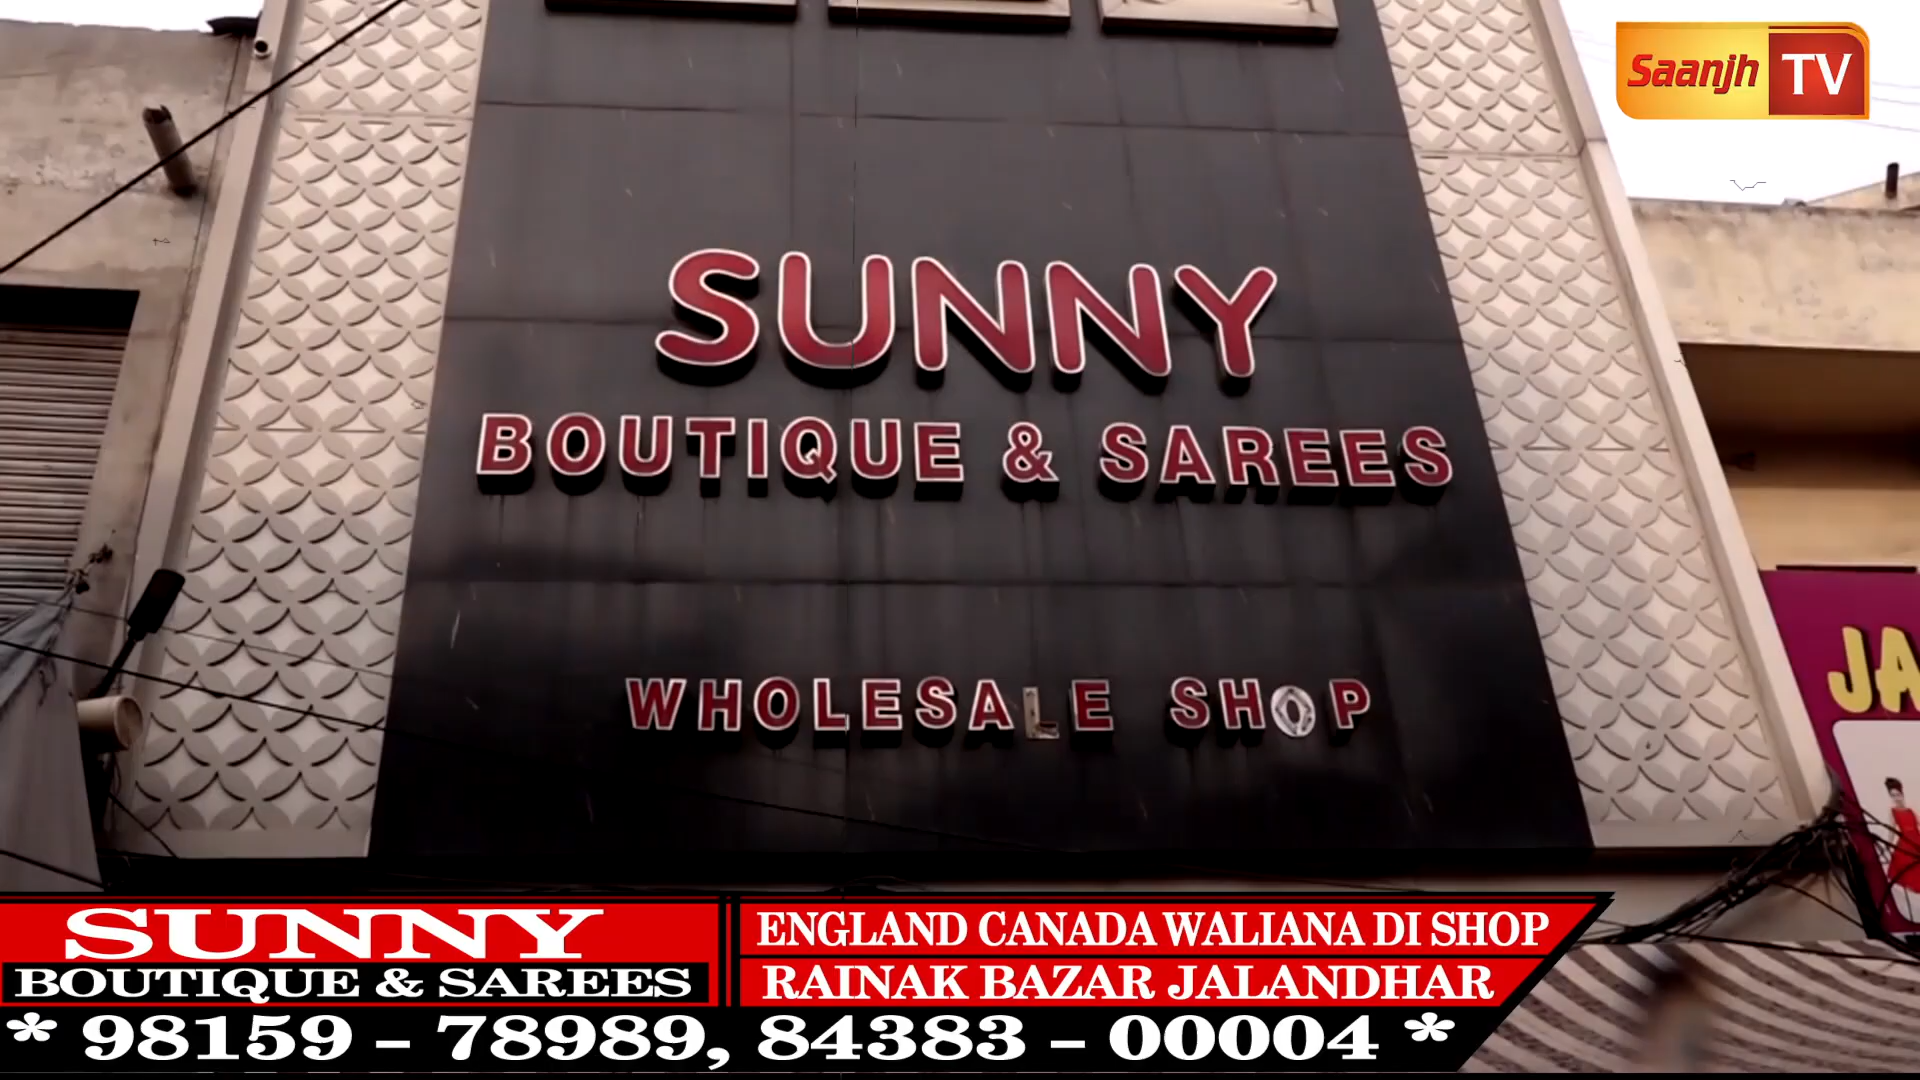 Saanjh TV
SUNNY
BOUTIQUE & SAREES
WHOLESALE SHOP
JA
SUNNY
BOUTIQUE & SAREES
ENGLAND CANADA WALIANA DI SHOP
RAINAK BAZAR JALANDHAR
* 98159 - 78989, 84383 - 00004 *